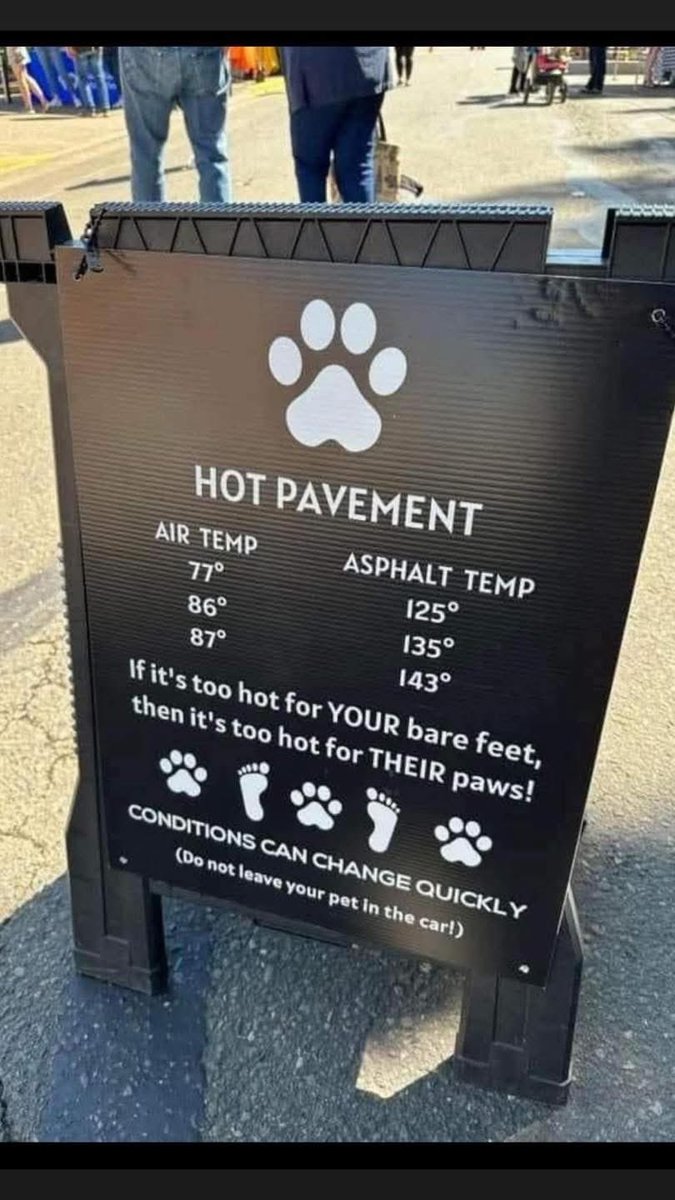 HOT PAVEMENT
AIR TEMP ASPHALT TEMP
77° 125°
86° 135°
87° 143°
If it's too hot for YOUR bare feet,
then it's too hot for THEIR paws!
CONDITIONS CAN CHANGE QUICKLY
(Do not leave your pet in the car!)